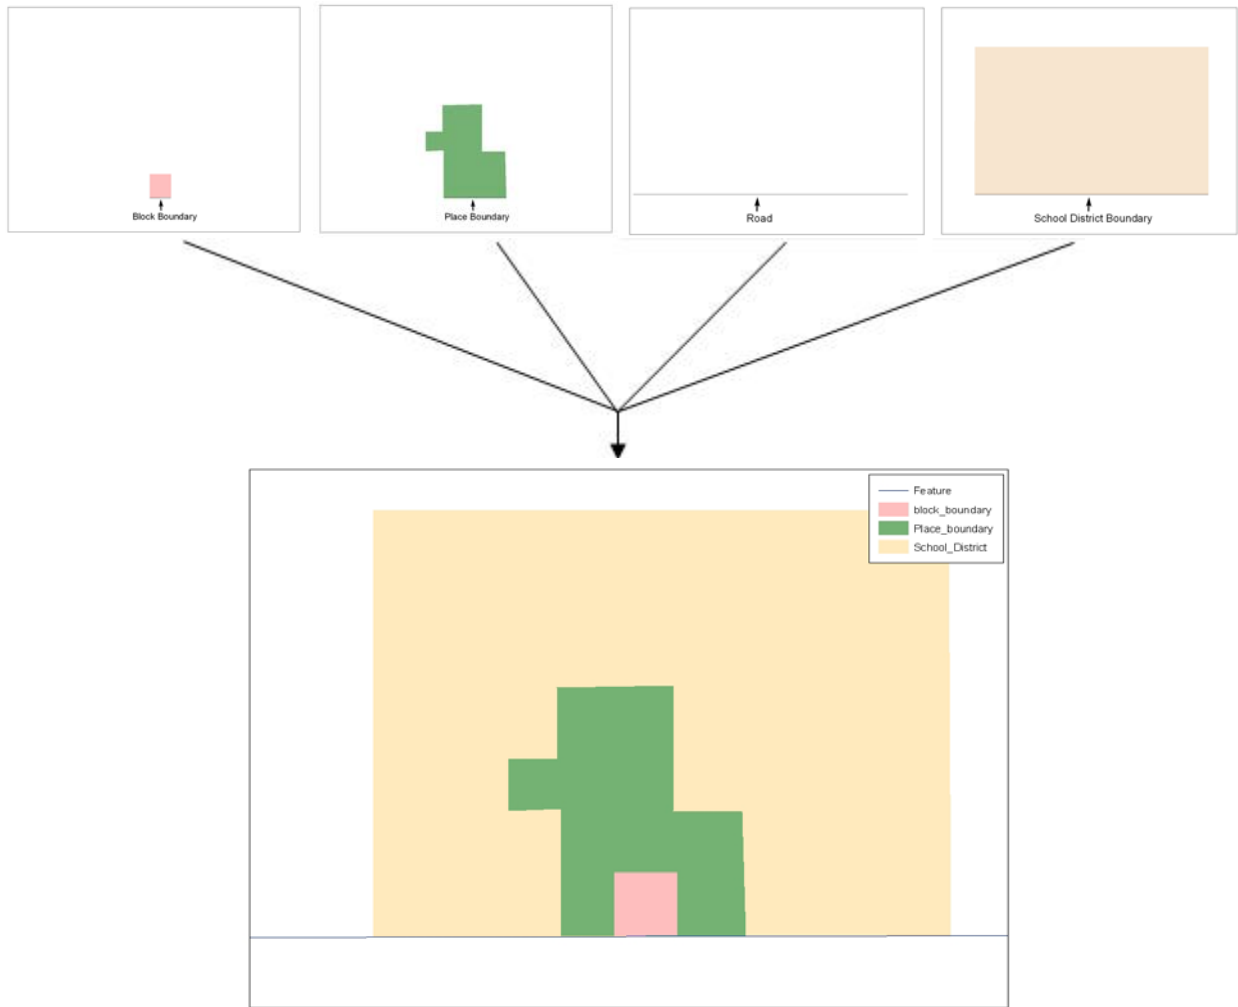 Block Boundary
Place Boundary
Road
School District Boundary
Feature
block_boundary
Place_boundary
School_District